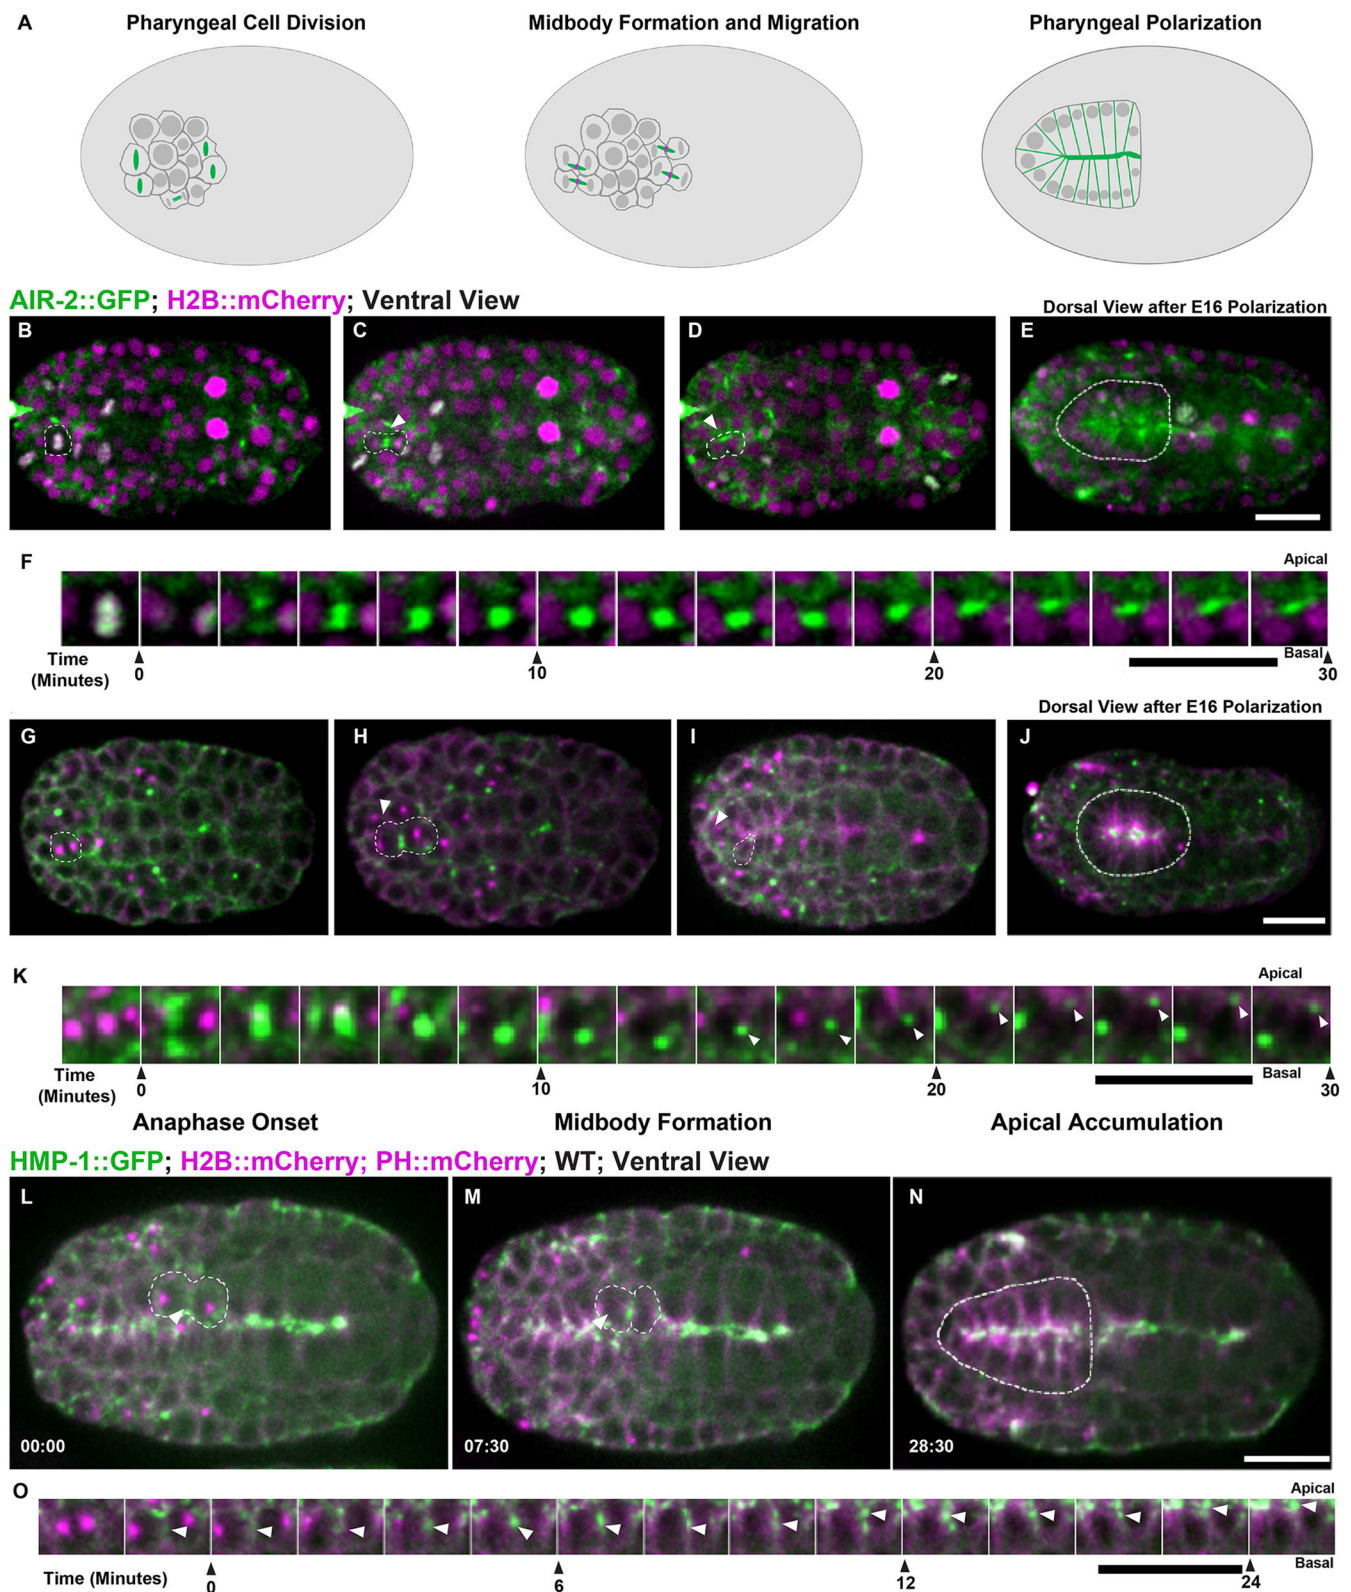 A
Pharyngeal Cell Division
Midbody Formation and Migration
Pharyngeal Polarization
AIR-2::GFP; H2B::mCherry; Ventral View
Dorsal View after E16 Polarization
B
C
D
E
F
Apical
Basal
Time
(Minutes)
0
10
20
30
Dorsal View after E16 Polarization
G
H
I
J
K
Apical
Basal
Time
(Minutes)
0
10
20
30
Anaphase Onset
Midbody Formation
Apical Accumulation
HMP-1::GFP; H2B::mCherry; PH::mCherry; WT; Ventral View
L
M
N
00:00
07:30
28:30
O
Apical
Basal
Time (Minutes)
0
6
12
24